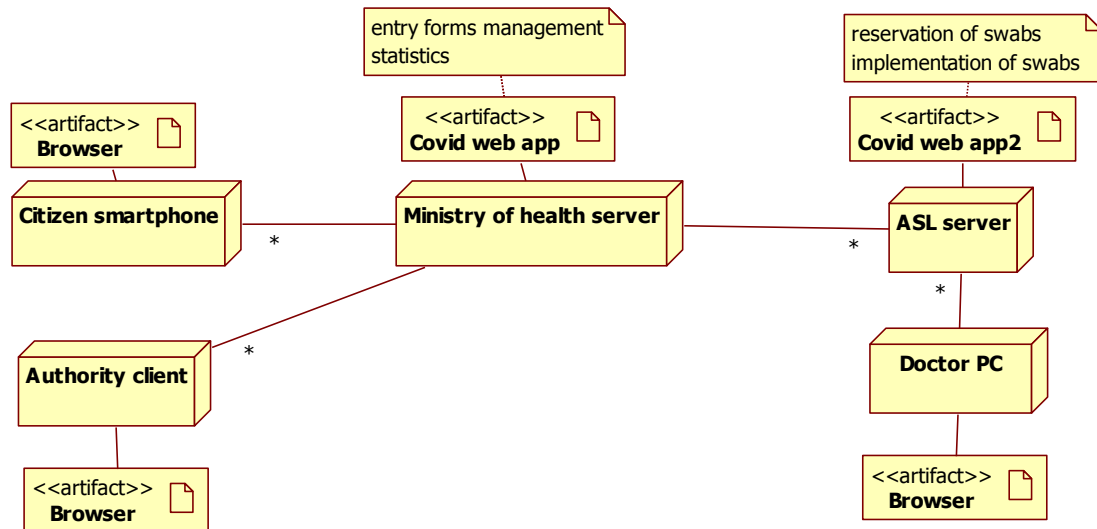 entry forms management
statistics
reservation of swabs
implementation of swabs
<<artifact>>
Browser
<<artifact>>
Covid web app
<<artifact>>
Covid web app2
Citizen smartphone
Ministry of health server
ASL server
*
*
*
*
Authority client
Doctor PC
<<artifact>>
Browser
<<artifact>>
Browser